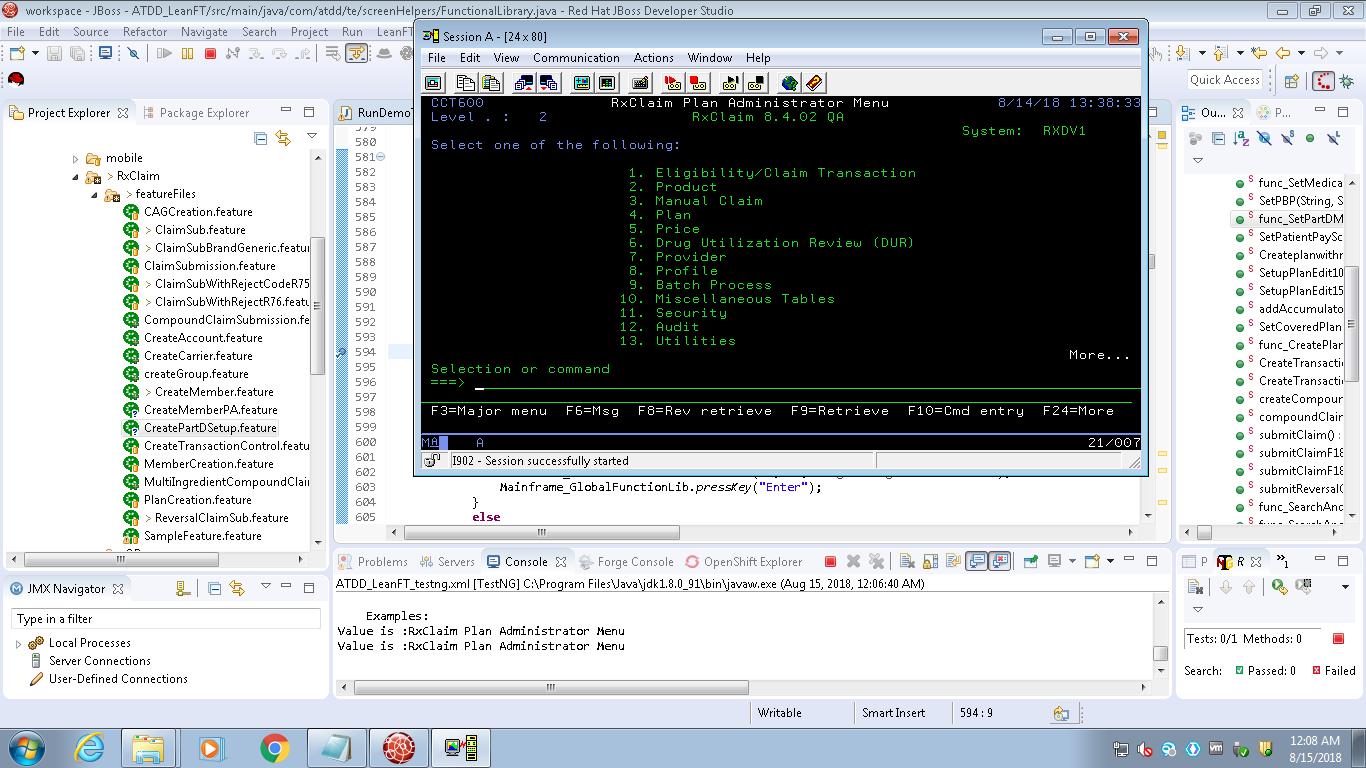 workspace - JBoss - ATDD_LeanFT/src/main/java/com/atdd/te/screenHelpers/FunctionalLibrary.java - Red Hat JBoss Developer Studio
File Edit Source Refactor Navigate Search Project Run LeanFT
Quick Access
Session A - [24 x 80]
File Edit View Communication Actions Window Help
CCT600 RxClaim Plan Administrator Menu 8/14/18 13:38:33
Level . : 2 RxClaim 8.4.02 QA
System: RXDV1
Select one of the following:
1. Eligibility/Claim Transaction
2. Product
3. Manual Claim
4. Plan
5. Price
6. Drug Utilization Review (DUR)
7. Provider
8. Profile
9. Batch Process
10. Miscellaneous Tables
11. Security
12. Audit
13. Utilities
More...
Selection or command
===>
F3=Major menu F6=Msg F8=Rev retrieve F9=Retrieve F10=Cmd entry F24=More
MA A 21/007
I902 - Session successfully started
Project Explorer Package Explorer
mobile
> RxClaim
> featureFiles
CAGCreation.feature
> ClaimSub.feature
> ClaimSubBrandGeneric.featur
ClaimSubmission.feature
> ClaimSubWithRejectCodeR75
> ClaimSubWithRejectR76.featu
CompoundClaimSubmission.fe
CreateAccount.feature
CreateCarrier.feature
createGroup.feature
> CreateMember.feature
CreateMemberPA.feature
CreatePartDSetup.feature
CreateTransactionControl.featu
MemberCreation.feature
MultiIngredientCompoundClai
PlanCreation.feature
> ReversalClaimSub.feature
SampleFeature.feature
RunDemoT
579
580
581
582
583
584
585
586
587
588
589
590
591
592
593
594
595
596
597
598
599
600
601
602
603 Mainframe_GlobalFunctionLib.pressKey("Enter");
604 }
605 else
Ou... P...
func_SetMedica
SetPBP(String, S
func_SetPartDM
SetPatientPaySc
Createplanwithr
SetupPlanEdit10
SetupPlanEdit15
addAccumulato
SetCoveredPlan
func_CreatePlan
CreateTransacti
CreateTransacti
createCompour
compoundClain
submitClaim() :
submitClaimF18
submitClaimF18
submitReversalC
func_SearchAnc
JMX Navigator
Type in a filter
Local Processes
Server Connections
User-Defined Connections
Problems Servers Console Forge Console OpenShift Explorer
ATDD_LeanFT_testng.xml [TestNG] C:\Program Files\Java\jdk1.8.0_91\bin\javaw.exe (Aug 15, 2018, 12:06:40 AM)
Examples:
Value is :RxClaim Plan Administrator Menu
Value is :RxClaim Plan Administrator Menu
P R
Tests: 0/1 Methods: 0
Search: Passed: 0 Failed
Writable Smart Insert 594 : 9
12:08 AM
8/15/2018